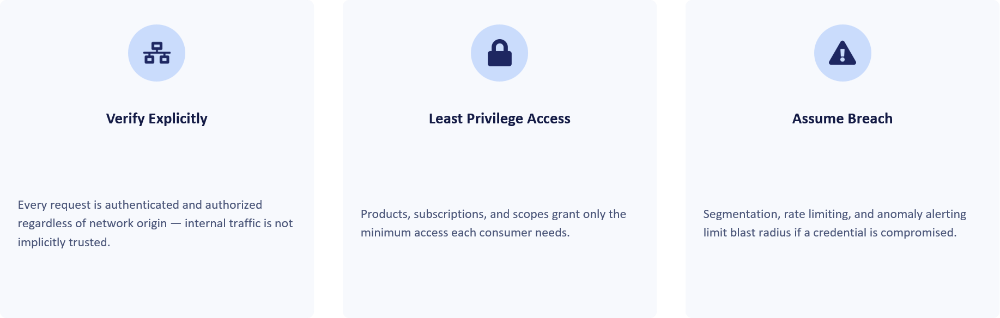 Verify Explicitly
Every request is authenticated and authorized
regardless of network origin — internal traffic is not
implicitly trusted.
Least Privilege Access
Products, subscriptions, and scopes grant only the
minimum access each consumer needs.
Assume Breach
Segmentation, rate limiting, and anomaly alerting
limit blast radius if a credential is compromised.